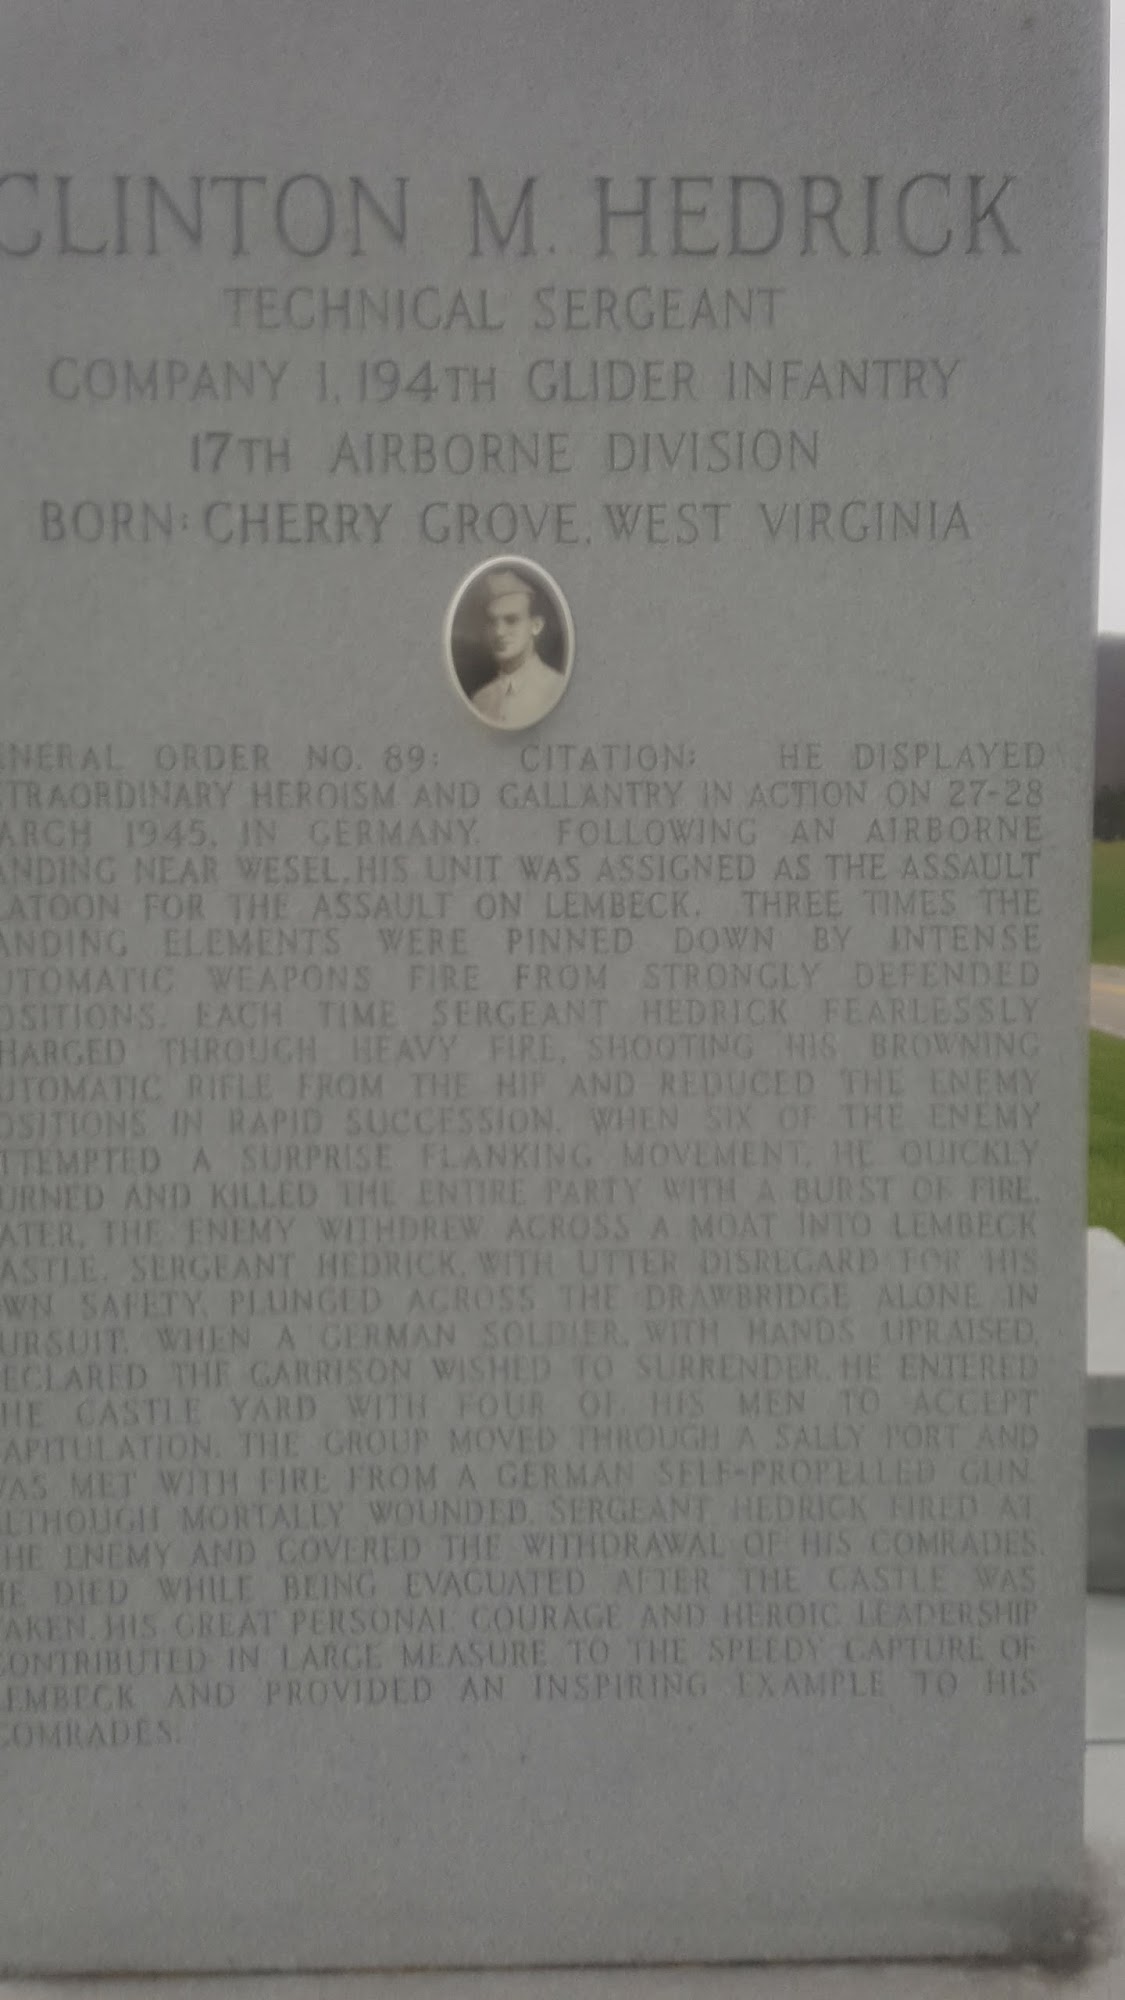 CLINTON M. HEDRICK
TECHNICAL SERGEANT
COMPANY I, 194TH GLIDER INFANTRY
17TH AIRBORNE DIVISION
BORN: CHERRY GROVE, WEST VIRGINIA
ENERAL ORDER NO. 89: CITATION: HE DISPLAYED
TRAORDINARY HEROISM AND GALLANTRY IN ACTION ON 27-28
ARCH 1945, IN GERMANY. FOLLOWING AN AIRBORNE
ANDING NEAR WESEL, HIS UNIT WAS ASSIGNED AS THE ASSAULT
LATOON FOR THE ASSAULT ON LEMBECK. THREE TIMES THE
ANDING ELEMENTS WERE PINNED DOWN BY INTENSE
UTOMATIC WEAPONS FIRE FROM STRONGLY DEFENDED
OSITIONS. EACH TIME SERGEANT HEDRICK FEARLESSLY
HARGED THROUGH HEAVY FIRE, SHOOTING HIS BROWNING
UTOMATIC RIFLE FROM THE HIP AND REDUCED THE ENEMY
OSITIONS IN RAPID SUCCESSION. WHEN SIX OF THE ENEMY
TTEMPTED A SURPRISE FLANKING MOVEMENT, HE QUICKLY
URNED AND KILLED THE ENTIRE PARTY WITH A BURST OF FIRE.
ATER, THE ENEMY WITHDREW ACROSS A MOAT INTO LEMBECK
ASTLE. SERGEANT HEDRICK, WITH UTTER DISREGARD FOR HIS
WN SAFETY, PLUNGED ACROSS THE DRAWBRIDGE ALONE IN
URSUIT. WHEN A GERMAN SOLDIER, WITH HANDS UPRAISED,
ECLARED THE GARRISON WISHED TO SURRENDER, HE ENTERED
HE CASTLE YARD WITH FOUR OF HIS MEN TO ACCEPT
APITULATION. THE GROUP MOVED THROUGH A SALLY PORT AND
WAS MET WITH FIRE FROM A GERMAN SELF-PROPELLED GUN.
LTHOUGH MORTALLY WOUNDED, SERGEANT HEDRICK FIRED AT
HE ENEMY AND COVERED THE WITHDRAWAL OF HIS COMRADES.
HE DIED WHILE BEING EVACUATED AFTER THE CASTLE WAS
TAKEN. HIS GREAT PERSONAL COURAGE AND HEROIC LEADERSHIP
CONTRIBUTED IN LARGE MEASURE TO THE SPEEDY CAPTURE OF
LEMBECK AND PROVIDED AN INSPIRING EXAMPLE TO HIS
COMRADES.